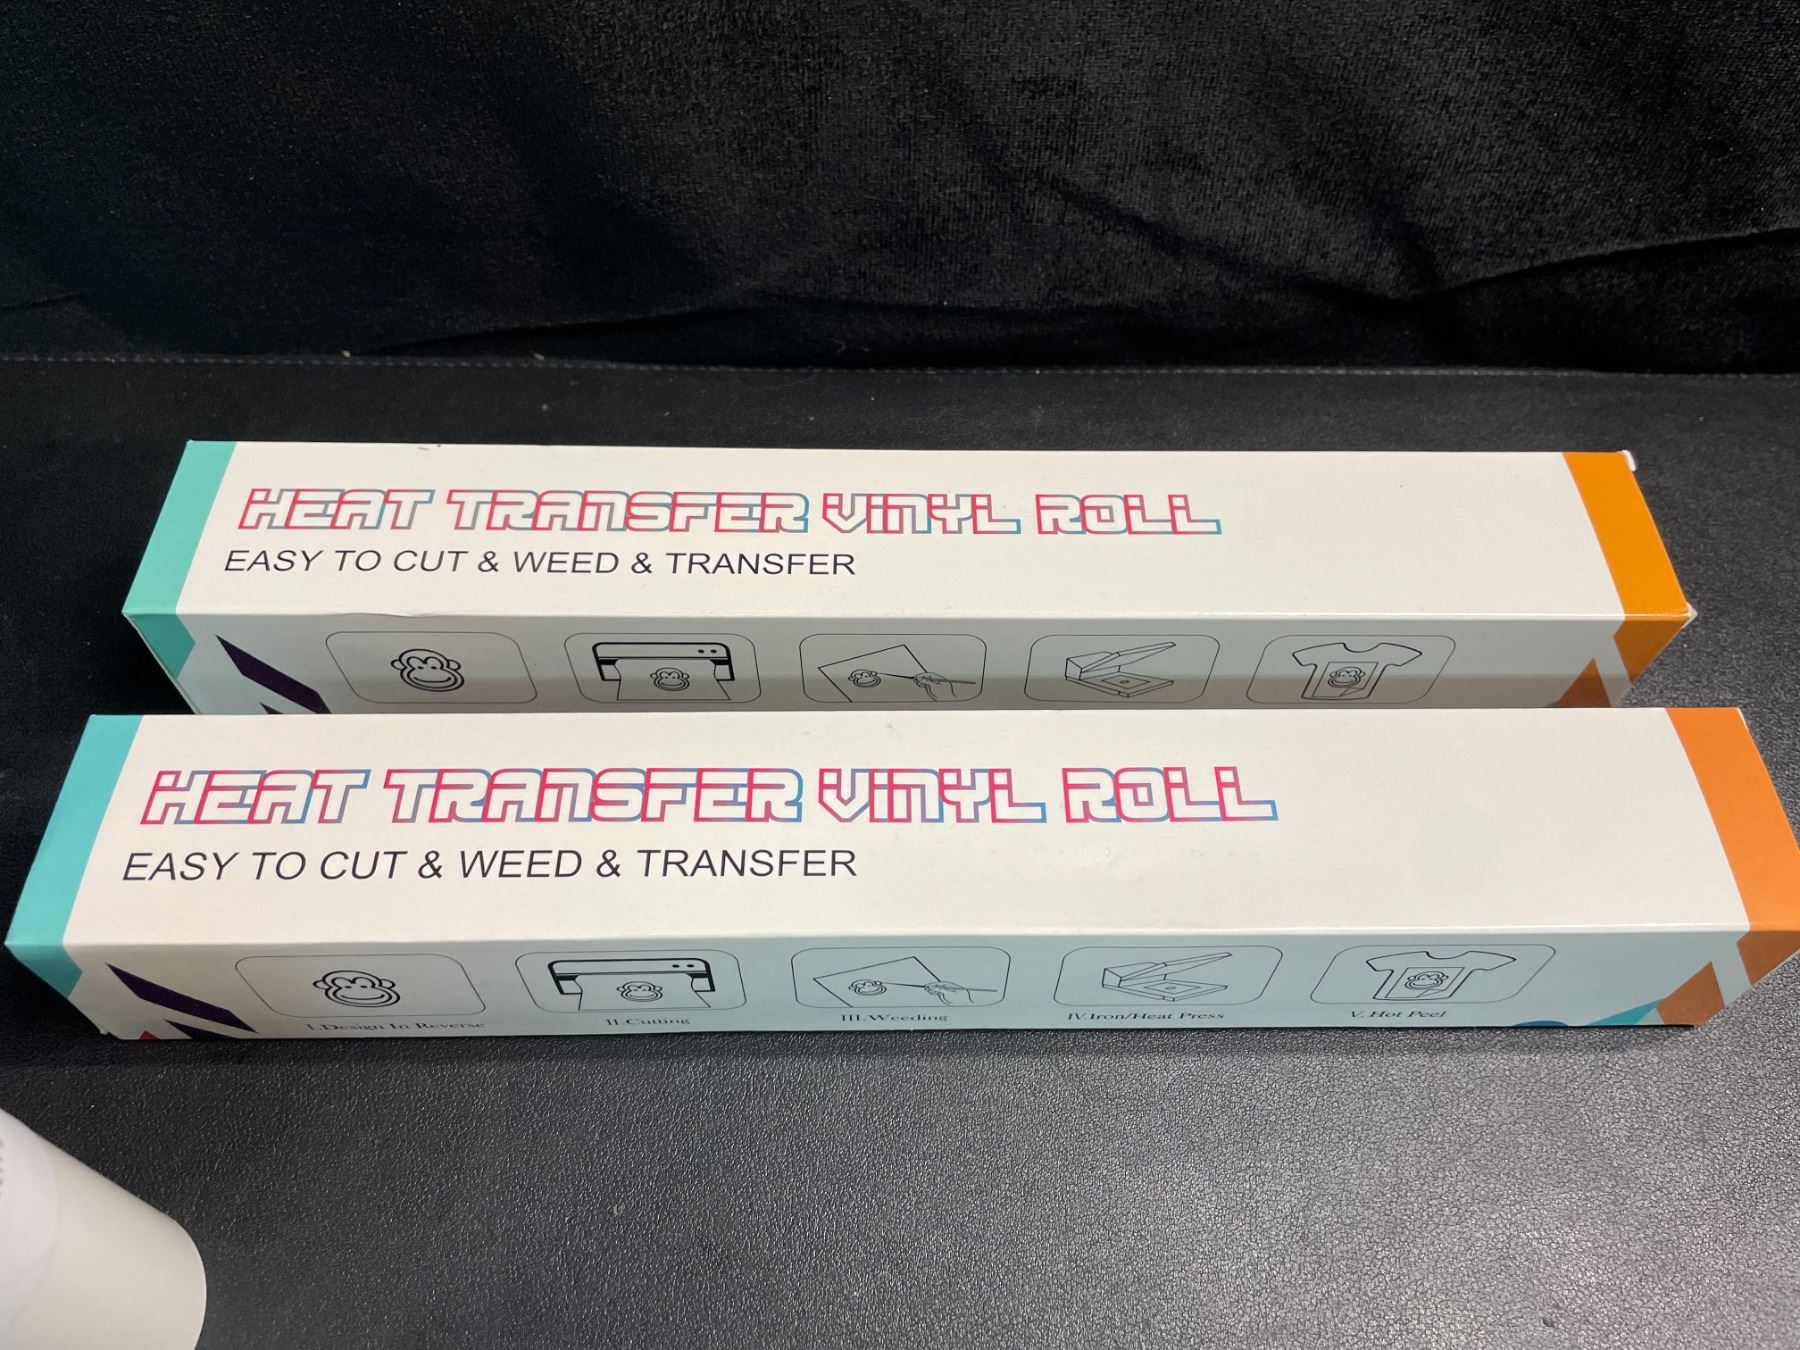 HEAT TRANSFER VINYL ROLL
EASY TO CUT & WEED & TRANSFER
HEAT TRANSFER VINYL ROLL
EASY TO CUT & WEED & TRANSFER
I.Design In Reverse
II.Cutting
III.Weeding
IV.Iron/Heat Press
V.Hot Peel